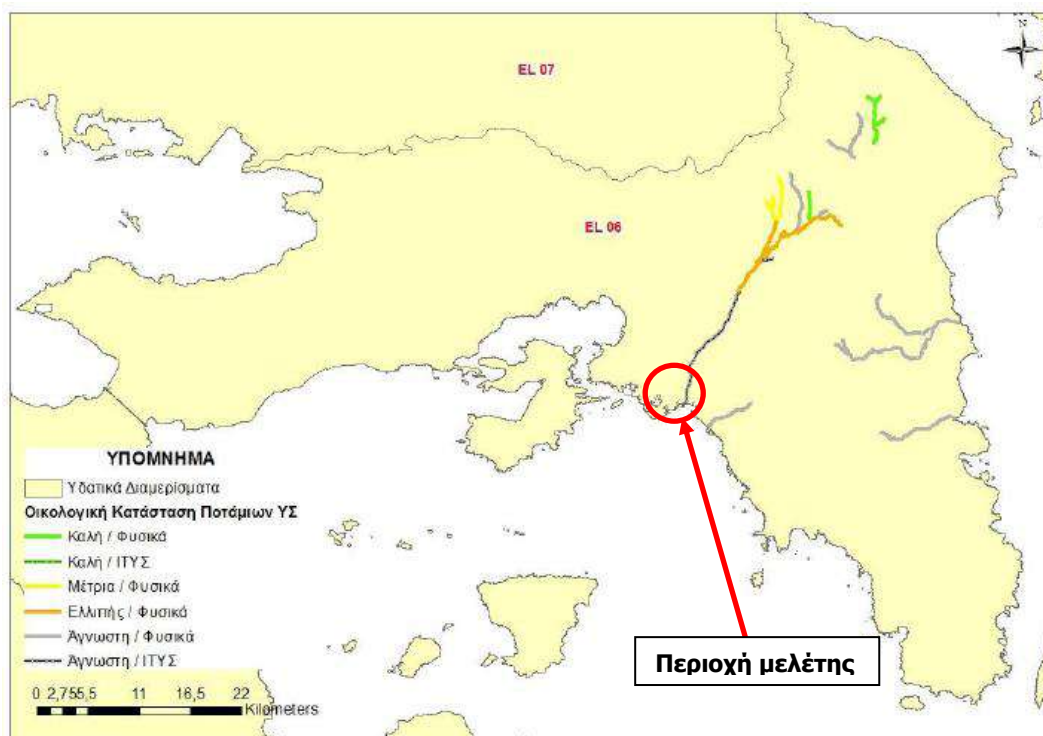 N
EL 07
EL 06
ΥΠΟΜΝΗΜΑ
Υδατικά Διαμερίσματα
Οικολογική Κατάσταση Ποτάμιων ΥΣ
Καλή / Φυσικά
Καλή / ΙΤΥΣ
Μέτρια / Φυσικά
Ελλιπής / Φυσικά
Άγνωστη / Φυσικά
Άγνωστη / ΙΤΥΣ
0 2,755,5 11 16,5 22
Kilometers
Περιοχή μελέτης